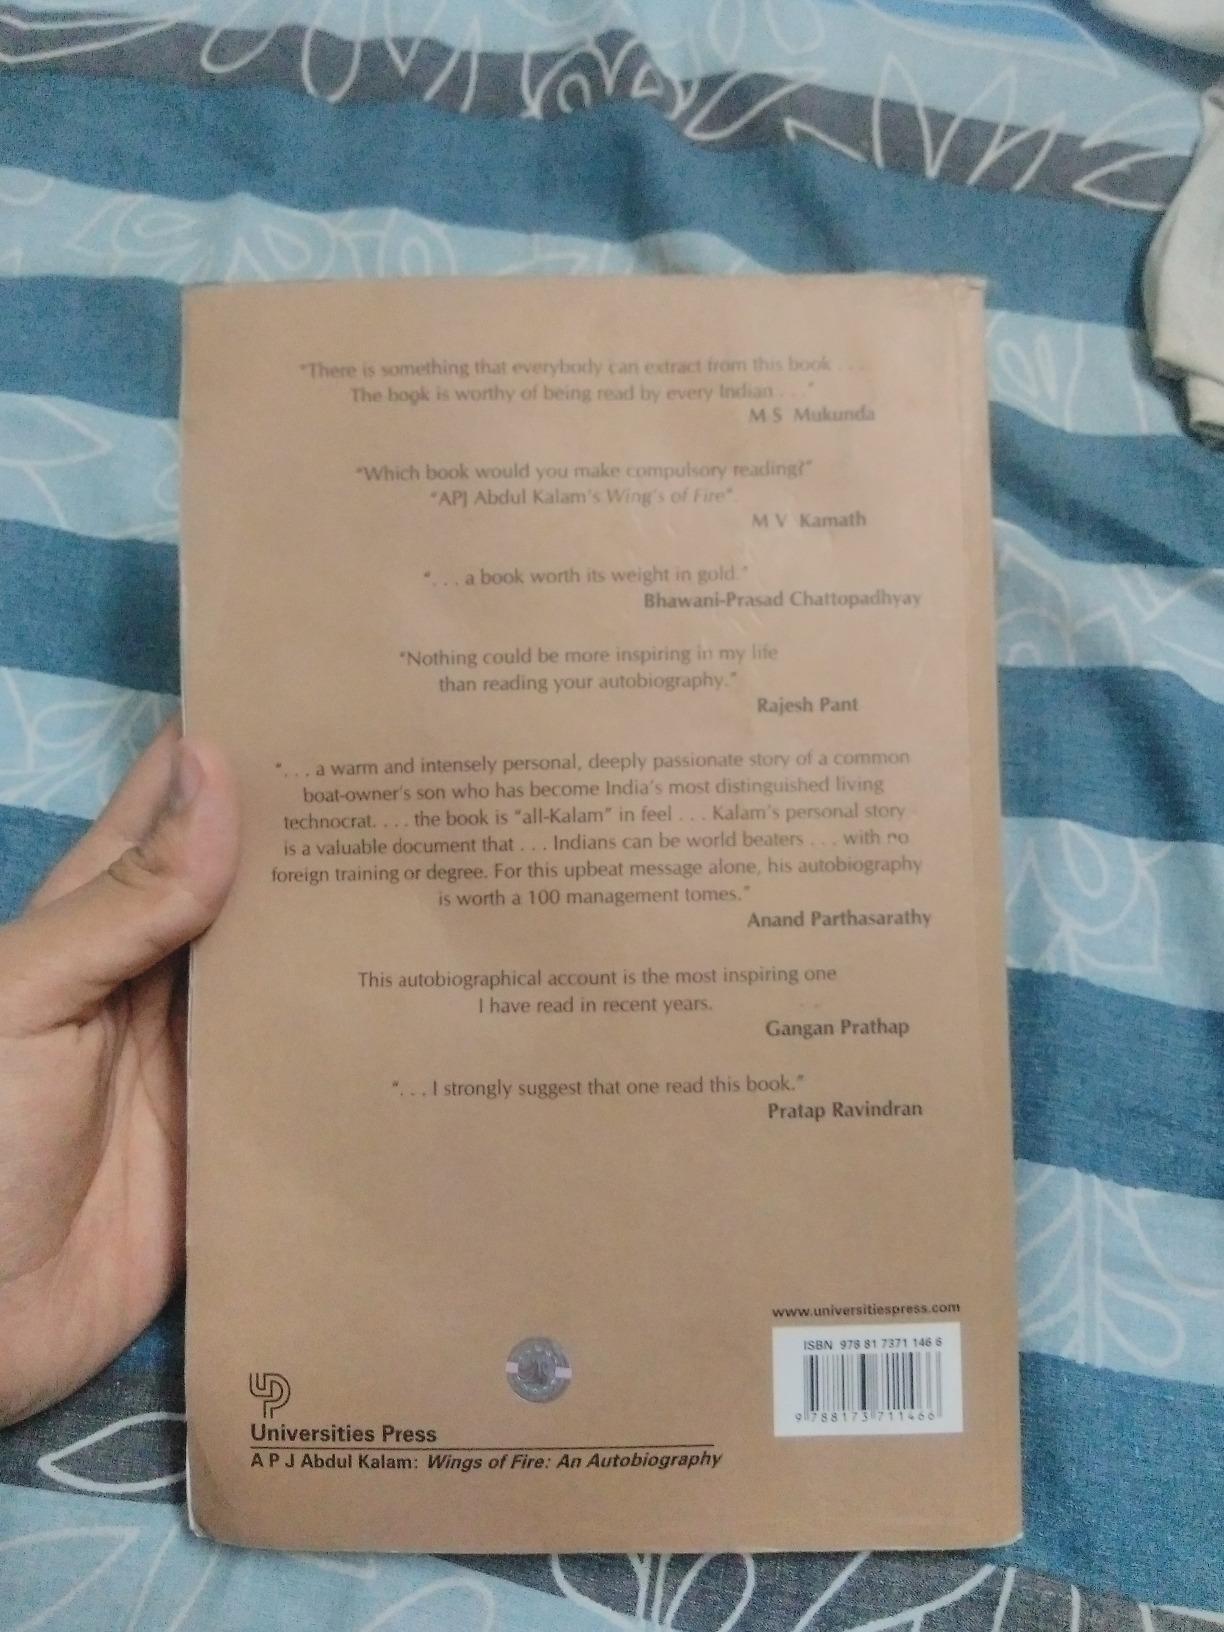 "There is something that everybody can extract from this book . . . .
The book is worthy of being read by every Indian . . ."
M S Mukunda
"Which book would you make compulsory reading?"
"APJ Abdul Kalam's Wing's of Fire".
M V Kamath
". . . a book worth its weight in gold."
Bhawani-Prasad Chattopadhyay
"Nothing could be more inspiring in my life
than reading your autobiography."
Rajesh Pant
". . . a warm and intensely personal, deeply passionate story of a common
boat-owner's son who has become India's most distinguished living
technocrat. . . . the book is "all-Kalam" in feel . . . Kalam's personal story
is a valuable document that . . . Indians can be world beaters . . . with no
foreign training or degree. For this upbeat message alone, his autobiography
is worth a 100 management tomes."
Anand Parthasarathy
This autobiographical account is the most inspiring one
I have read in recent years.
Gangan Prathap
". . . I strongly suggest that one read this book."
Pratap Ravindran
www.universitiespress.com
ISBN 978 81 7371 146 6
9 788173 711466
Universities Press
A P J Abdul Kalam: Wings of Fire: An Autobiography